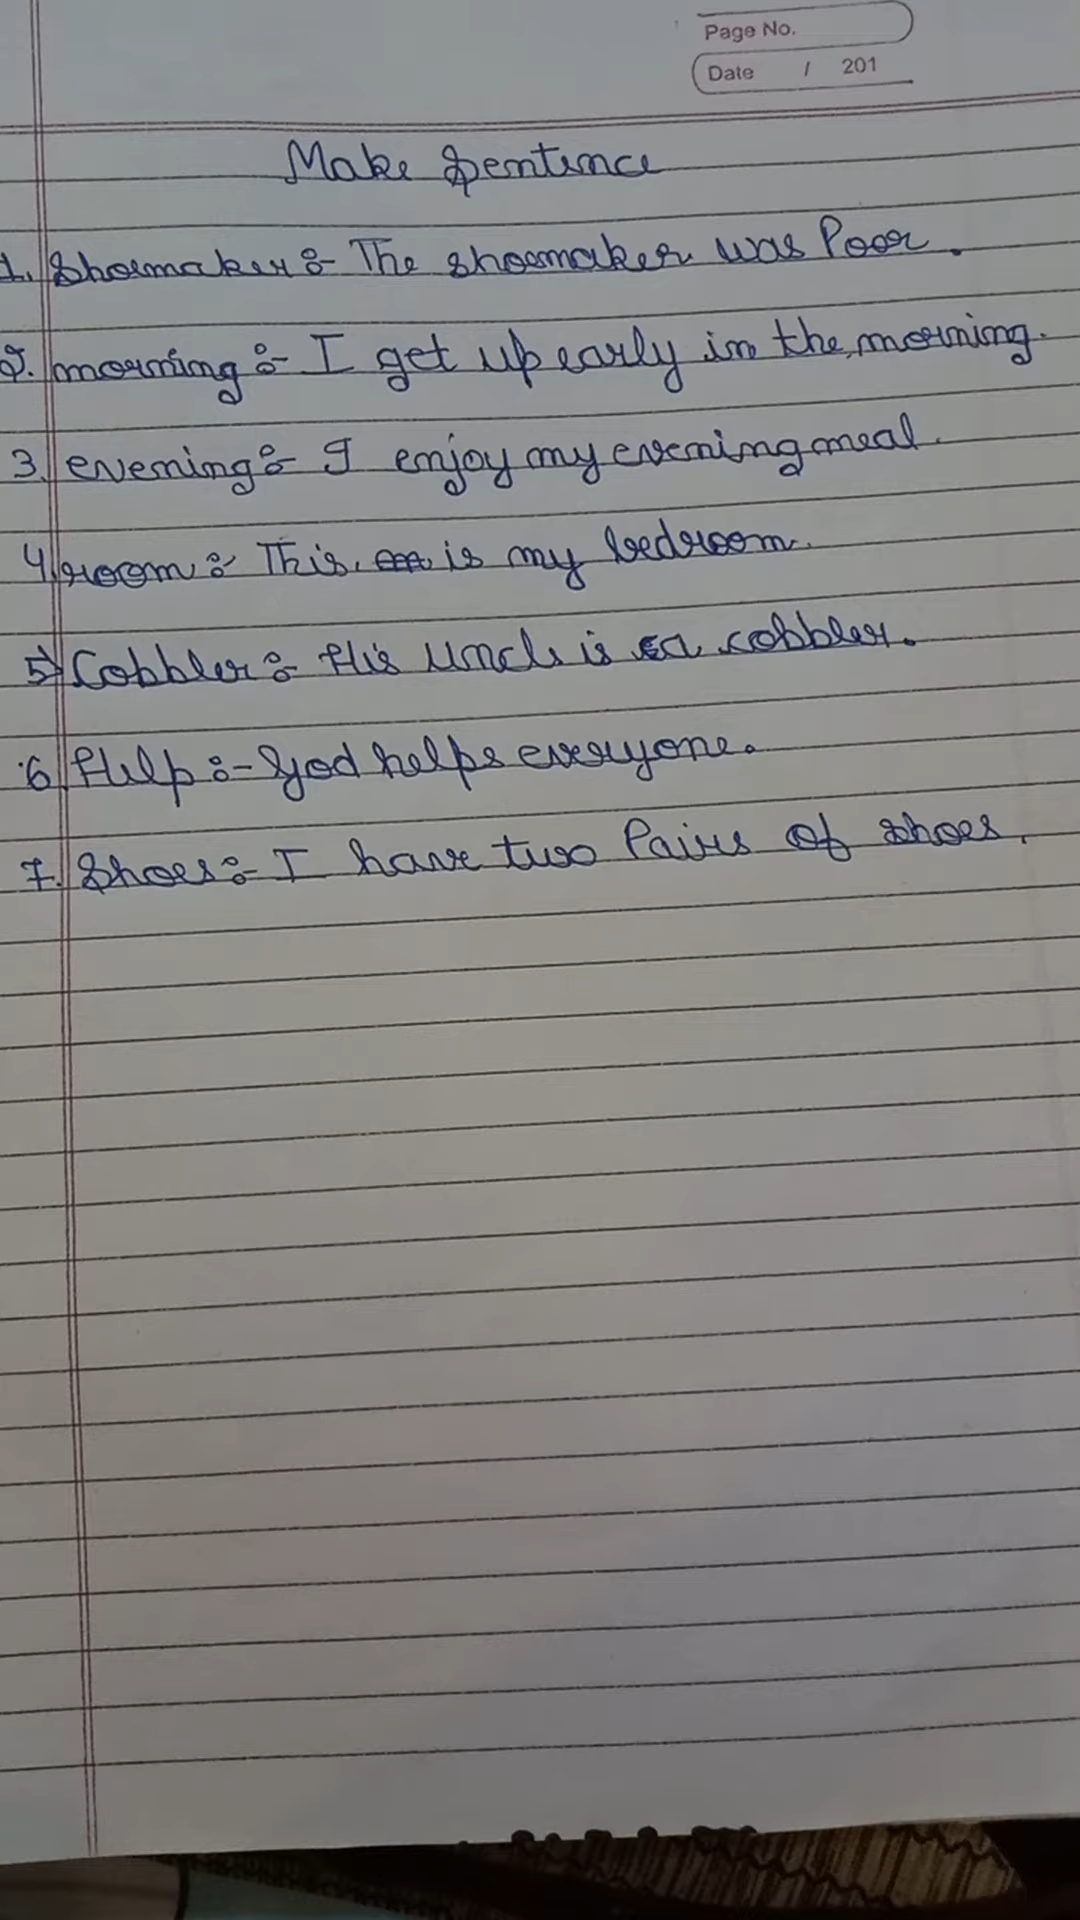 Page No.
Date / 201
Make Sentence
1. Shoemaker :- The shoemaker was Poor.
2. morning :- I get up early in the morning.
3. evening :- I enjoy my evening meal.
4. room :- This is my bedroom.
5) Cobbler :- His Uncle is a cobbler.
6. Help :- God helps everyone.
7. Shoes :- I have two Pairs of shoes.